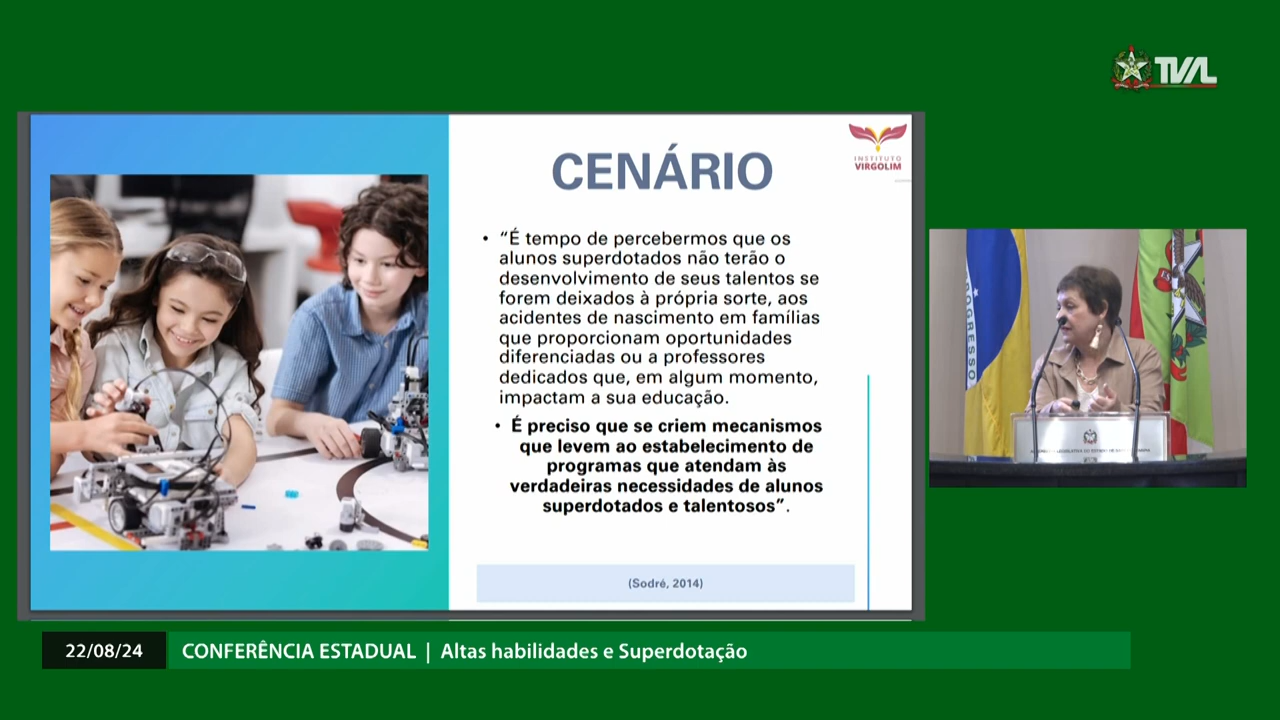 TVAL
INSTITUTO
VIRGOLIM
CENÁRIO
• “É tempo de percebermos que os
alunos superdotados não terão o
desenvolvimento de seus talentos se
forem deixados à própria sorte, aos
acidentes de nascimento em famílias
que proporcionam oportunidades
diferenciadas ou a professores
dedicados que, em algum momento,
impactam a sua educação.
• É preciso que se criem mecanismos
que levem ao estabelecimento de
programas que atendam às
verdadeiras necessidades de alunos
superdotados e talentosos”.
(Sodré, 2014)
PROGRESSO
22/08/24
CONFERÊNCIA ESTADUAL | Altas habilidades e Superdotação